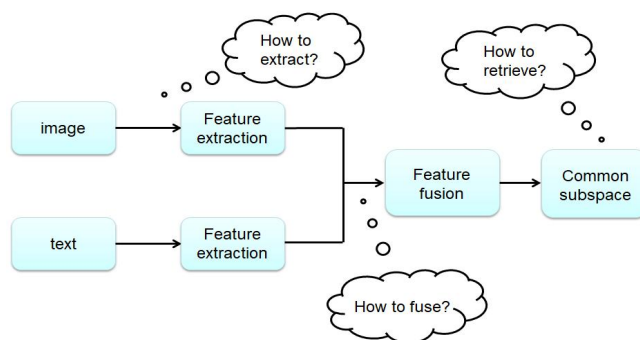 How to
extract?
How to
retrieve?
image
Feature
extraction
Feature
fusion
Common
subspace
text
Feature
extraction
How to fuse?